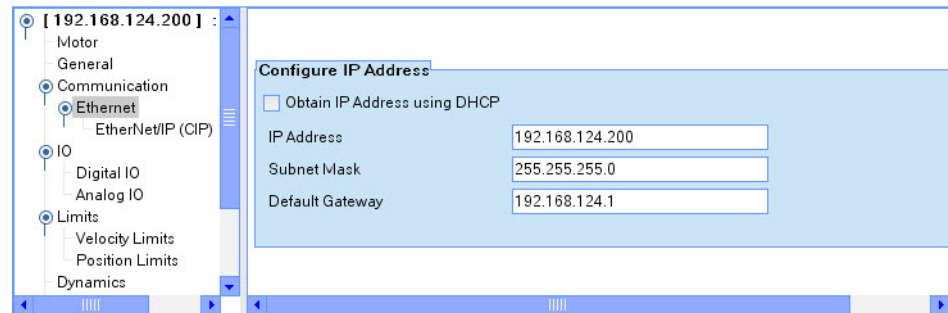 [ 192.168.124.200 ] :
Motor
General
Communication
Ethernet
EtherNet/IP (CIP)
IO
Digital IO
Analog IO
Limits
Velocity Limits
Position Limits
Dynamics
Configure IP Address
Obtain IP Address using DHCP
IP Address 192.168.124.200
Subnet Mask 255.255.255.0
Default Gateway 192.168.124.1